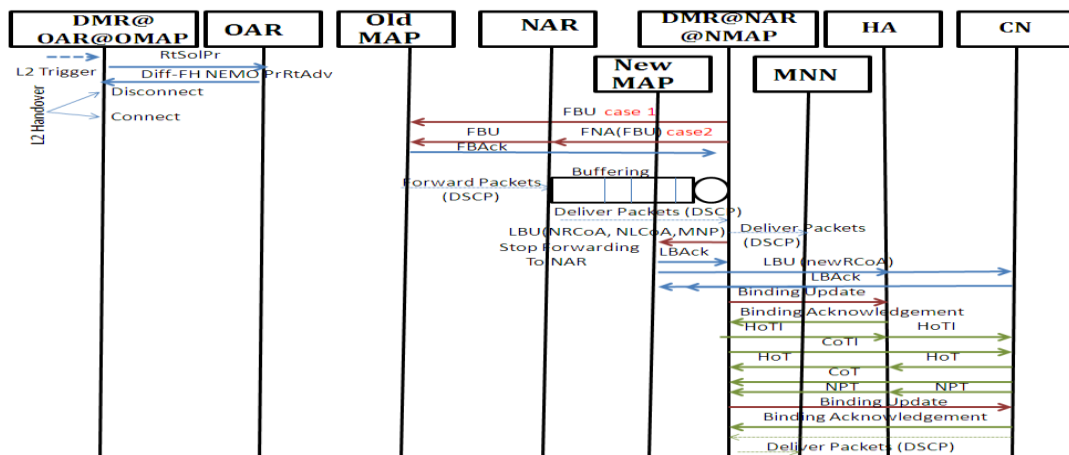 DMR@
OAR@OMAP
OAR
Old
MAP
NAR
DMR@NAR
@NMAP
HA
CN
New
MAP
MNN
RtSolPr
L2 Trigger
Diff-FH NEMO PrRtAdv
Disconnect
L2 Handover
Connect
FBU case 1
FBU
FNA(FBU) case2
FBAck
Buffering
Forward Packets
(DSCP)
Deliver Packets (DSCP)
LBU(NRCoA, NLCoA,MNP)
Deliver Packets
(DSCP)
Stop Forwarding
To NAR
LBAck
LBU (newRCoA)
LBAck
Binding Update
Binding Acknowledgement
HoTI
HoTI
CoTI
HoT
HoT
CoT
NPT
NPT
Binding Update
Binding Acknowledgement
Deliver Packets (DSCP)